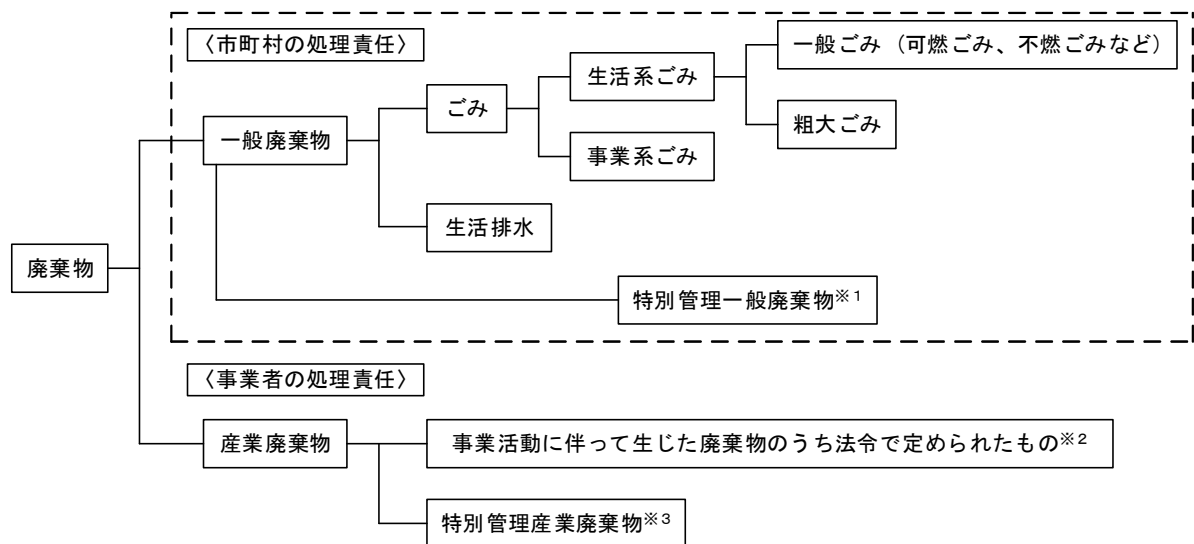 〈市町村の処理責任〉
一般ごみ（可燃ごみ、不燃ごみなど）
生活系ごみ
ごみ
粗大ごみ
一般廃棄物
事業系ごみ
生活排水
廃棄物
特別管理一般廃棄物※1
〈事業者の処理責任〉
産業廃棄物
事業活動に伴って生じた廃棄物のうち法令で定められたもの※2
特別管理産業廃棄物※3